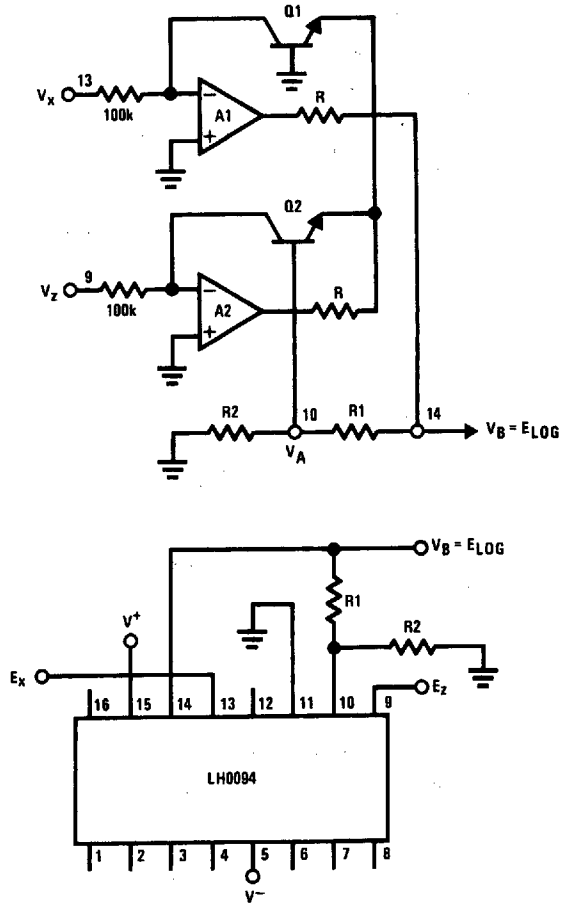 Q1
Vx 13 100k
−
A1
+
R
Q2
Vz 9 100k
−
A2
+
R
R2 10 R1 14 VB = ELOG
VA
VB = ELOG
R1
V+
R2
Ex
Ez
16 15 14 13 12 11 10 9
LH0094
1 2 3 4 5 6 7 8
V−